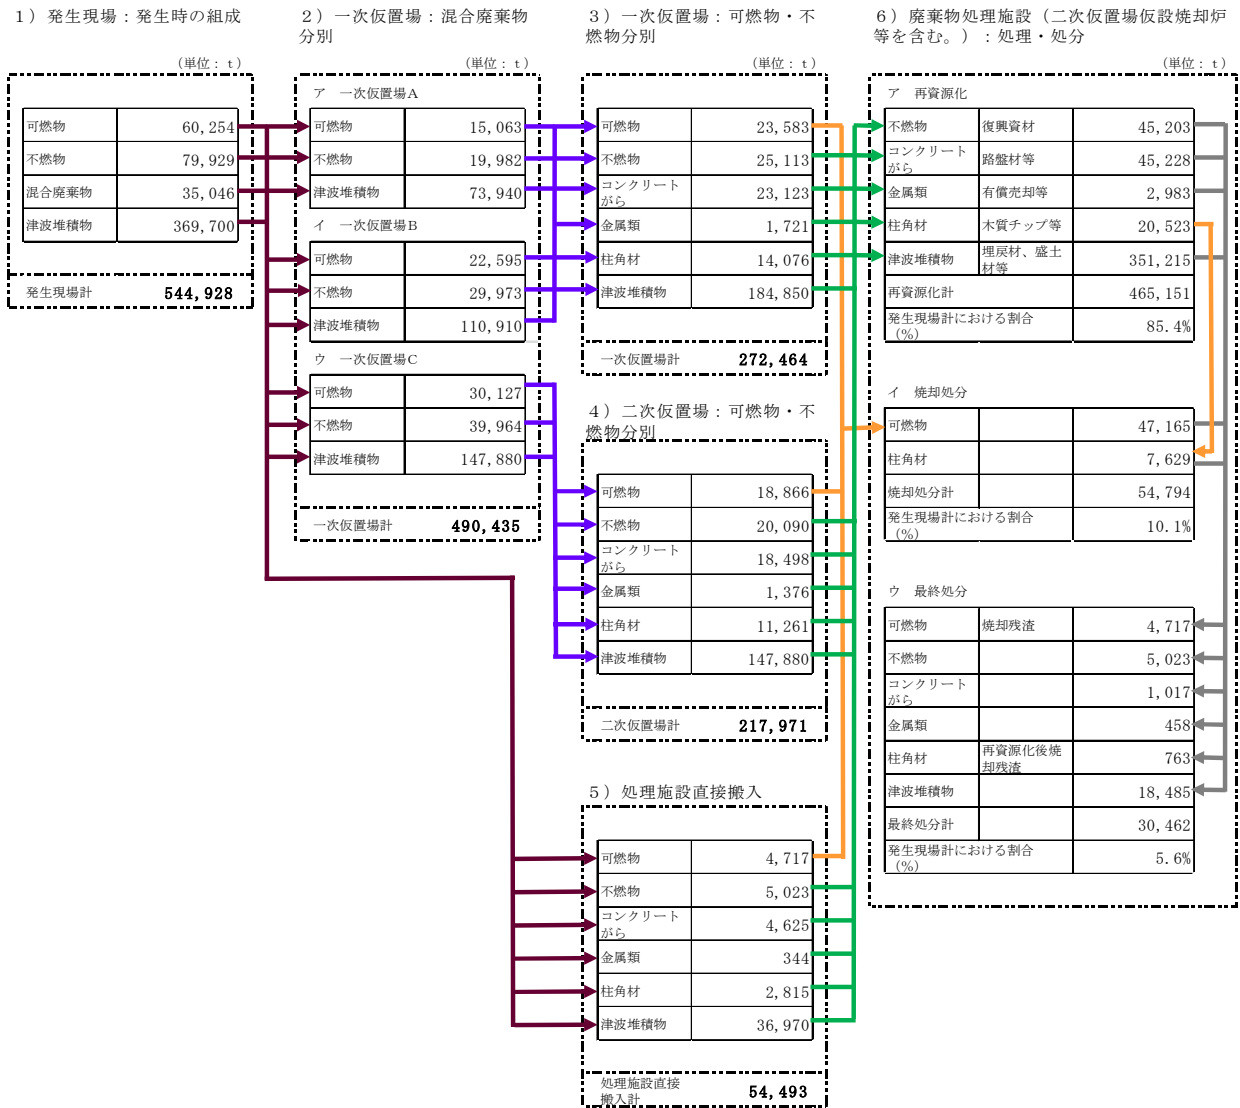 １）発生現場：発生時の組成
（単位：ｔ）
可燃物 60,254
不燃物 79,929
混合廃棄物 35,046
津波堆積物 369,700
発生現場計 544,928
２）一次仮置場：混合廃棄物
分別
（単位：ｔ）
ア　一次仮置場A
可燃物 15,063
不燃物 19,982
津波堆積物 73,940
イ　一次仮置場B
可燃物 22,595
不燃物 29,973
津波堆積物 110,910
ウ　一次仮置場C
可燃物 30,127
不燃物 39,964
津波堆積物 147,880
一次仮置場計 490,435
３）一次仮置場：可燃物・不
燃物分別
（単位：ｔ）
可燃物 23,583
不燃物 25,113
コンクリート
がら 23,123
金属類 1,721
柱角材 14,076
津波堆積物 184,850
一次仮置場計 272,464
４）二次仮置場：可燃物・不
燃物分別
可燃物 18,866
不燃物 20,090
コンクリート
がら 18,498
金属類 1,376
柱角材 11,261
津波堆積物 147,880
二次仮置場計 217,971
５）処理施設直接搬入
可燃物 4,717
不燃物 5,023
コンクリート
がら 4,625
金属類 344
柱角材 2,815
津波堆積物 36,970
処理施設直接
搬入計 54,493
６）廃棄物処理施設（二次仮置場仮設焼却炉
等を含む。）：処理・処分
（単位：ｔ）
ア　再資源化
不燃物 復興資材 45,203
コンクリート
がら 路盤材等 45,228
金属類 有償売却等 2,983
柱角材 木質チップ等 20,523
津波堆積物 埋戻材、盛土
材等 351,215
再資源化計 465,151
発生現場計における割合
（%） 85.4%
イ　焼却処分
可燃物 47,165
柱角材 7,629
焼却処分計 54,794
発生現場計における割合
（%） 10.1%
ウ　最終処分
可燃物 焼却残渣 4,717
不燃物 5,023
コンクリート
がら 1,017
金属類 458
柱角材 再資源化後焼
却残渣 763
津波堆積物 18,485
最終処分計 30,462
発生現場計における割合
（%） 5.6%